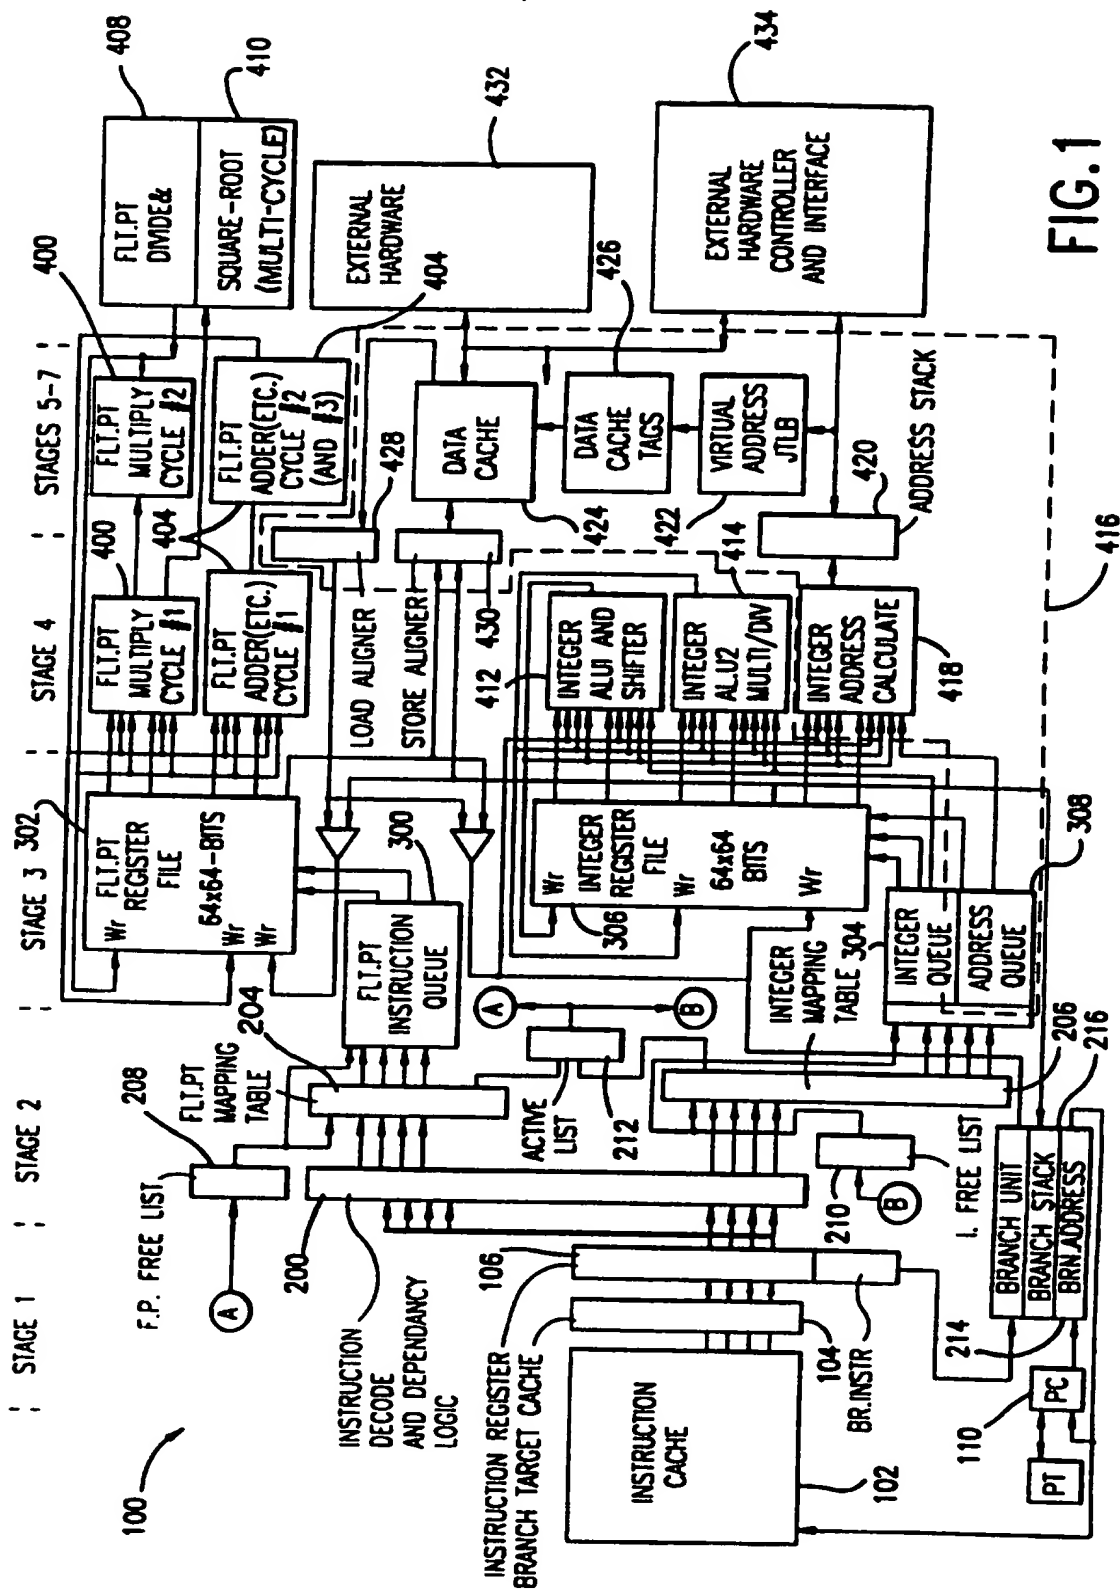 ¦ STAGE 1 ¦ STAGE 2 ¦ STAGE 3 ¦ STAGE 4 ¦ STAGES 5-7 ¦
100
F.P. FREE LIST
208
A
FLT.PT
MAPPING
TABLE
204
302
FLT.PT
REGISTER
FILE
64x64-BITS
Wr
Wr
Wr
400
404
FLT.PT
MULTIPLY
CYCLE #1
FLT.PT
ADDER(ETC.)
CYCLE #1
400
FLT.PT
MULTIPLY
CYCLE #2
FLT.PT
ADDER(ETC.)
CYCLE #2
(AND #3)
404
408
FLT.PT
DIVIDE&
410
SQUARE-ROOT
(MULTI-CYCLE)
200
INSTRUCTION
DECODE
AND DEPENDANCY
LOGIC
FLT.PT
INSTRUCTION
QUEUE
300
LOAD ALIGNER
428
STORE ALIGNER
430
DATA
CACHE
424
EXTERNAL
HARDWARE
432
ACTIVE
LIST
212
A
B
INSTRUCTION REGISTER
106
BRANCH TARGET CACHE
104
INSTRUCTION
CACHE
102
BR.INSTR
INTEGER
MAPPING
TABLE
206
Wr
INTEGER
REGISTER
FILE
64x64
BITS
Wr
Wr
306
412
INTEGER
ALUI AND
SHIFTER
414
INTEGER
ALU2
MULTI/DIV
INTEGER
ADDRESS
CALCULATE
418
DATA
CACHE
TAGS
426
VIRTUAL
ADDRESS
JTLB
422
EXTERNAL
HARDWARE
CONTROLLER
AND INTERFACE
434
420
ADDRESS STACK
210
B
I. FREE LIST
304
INTEGER
QUEUE
ADDRESS
QUEUE
308
214
BRANCH UNIT
BRANCH STACK
BRN.ADDRESS
216
110
PC
PT
416
FIG.1